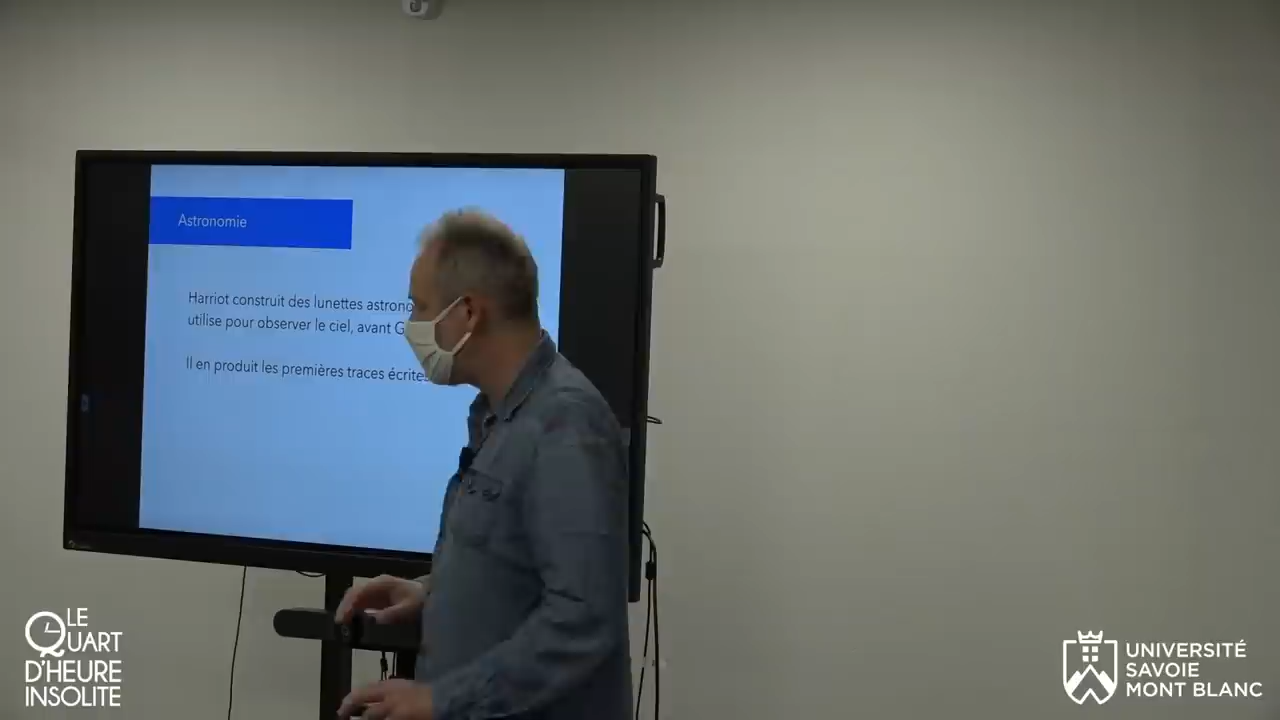 Astronomie
Harriot construit des lunettes astrono
utilise pour observer le ciel, avant G
Il en produit les premières traces écrites
LE
QUART
D'HEURE
INSOLITE
UNIVERSITÉ
SAVOIE
MONT BLANC